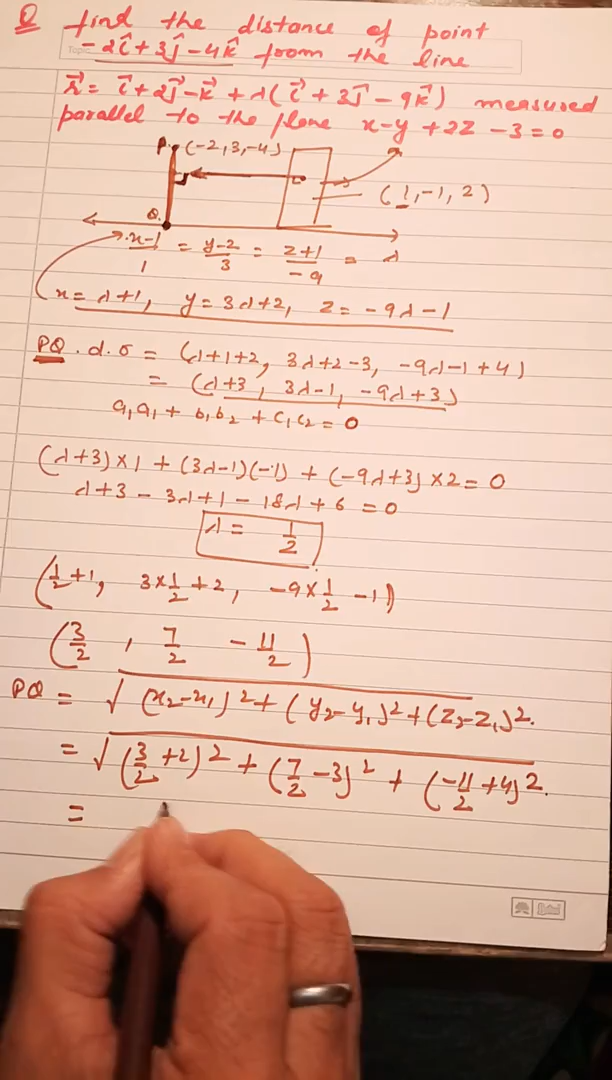 Q find the distance of point
-2î+3ĵ-4k̂ from the line
r⃗ = i⃗+2j⃗-k⃗+λ(i⃗+3j⃗-9k⃗) measured
parallel to the plane x-y+2z-3=0
P (-2,3,-4)
(1,-1,2)
Q
x-1/1 = y-2/3 = z+1/-9 = λ
x=λ+1, y=3λ+2, z=-9λ-1
PQ.d.r = (λ+1+2, 3λ+2-3, -9λ-1+4)
= (λ+3, 3λ-1, -9λ+3)
a₁a₁ + b₁b₂ + c₁c₂ = 0
(λ+3)×1+(3λ-1)(-1)+(-9λ+3)×2=0
λ+3-3λ+1-18λ+6=0
λ = 1/2
(1/2+1, 3×1/2+2, -9×1/2-1)
(3/2, 7/2 -11/2)
PQ = √(x₂-x₁)²+(y₂-y₁)²+(z₂-z₁)².
= √(3/2+2)²+(7/2-3)²+(-11/2+4)².
=